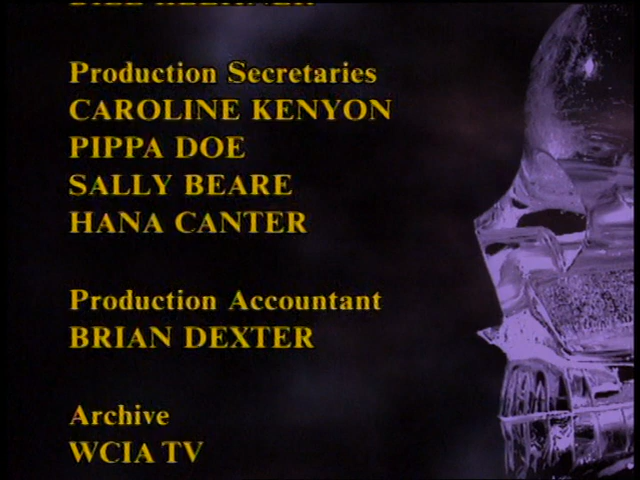 Production Secretaries
CAROLINE KENYON
PIPPA DOE
SALLY BEARE
HANA CANTER
Production Accountant
BRIAN DEXTER
Archive
WCIA TV